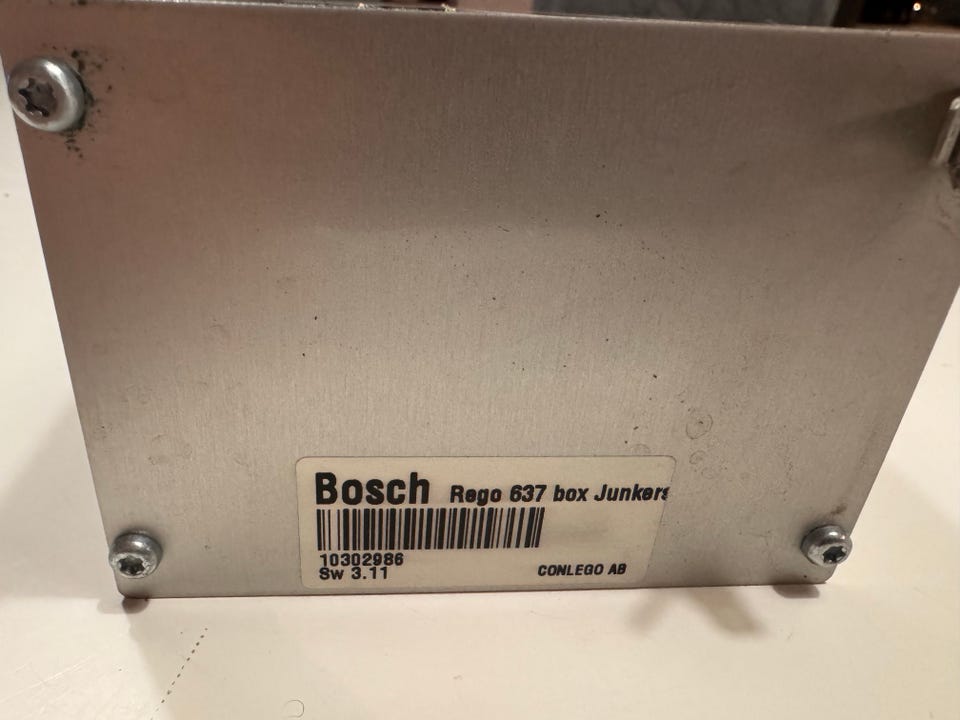 Bosch Rego 637 box Junkers
10302986
Sw 3.11 CONLEGO AB